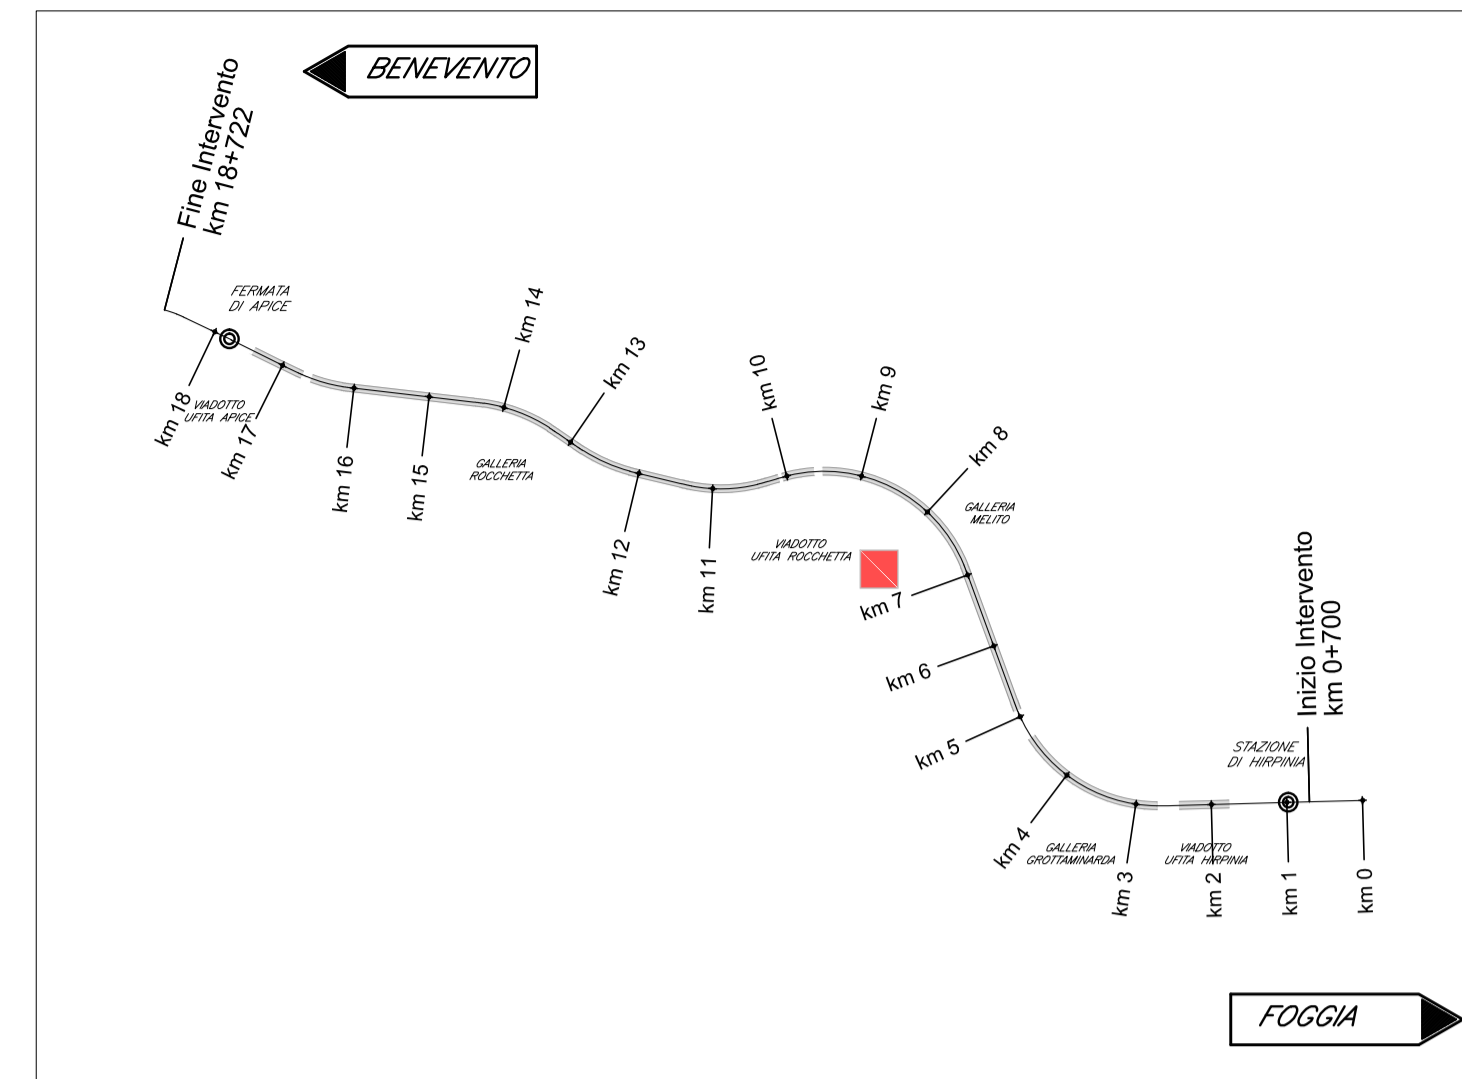 BENEVENTO
Fine Intervento
km 18+722
FERMATA
DI APICE
km 18
VIADOTTO
UFITA APICE
km 17
km 16
km 15
km 14
GALLERIA
ROCCHETTA
km 13
km 12
km 11
km 10
VIADOTTO
UFITA ROCCHETTA
km 9
km 8
GALLERIA
MELITO
km 7
km 6
km 5
km 4
GALLERIA
GROTTAMINARDA
km 3
VIADOTTO
UFITA HIRPINIA
km 2
STAZIONE
DI HIRPINIA
km 1
Inizio Intervento
km 0+700
km 0
FOGGIA